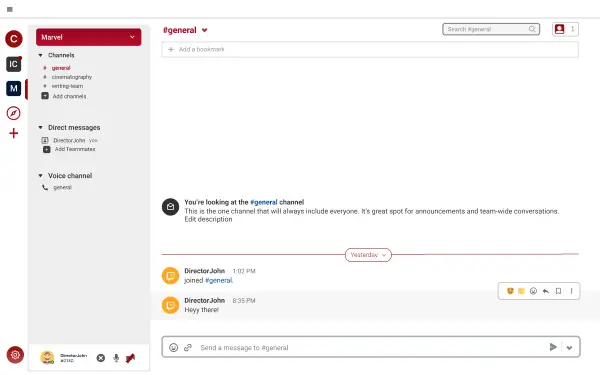 C
IC
M
Marvel
Channels
# general
# cinematography
# writing-team
Add channels
Direct messages
DirectorJohn you
Add Teammates
Voice channel
general
DirectorJohn
#general
Search #general
1
Add a bookmark
You're looking at the #general channel
This is the one channel that will always include everyone. It's great spot for announcements and team-wide conversations.
Edit description
Yesterday
DirectorJohn 1:02 PM
joined #general.
DirectorJohn 8:35 PM
Heyy there!
Send a message to #general